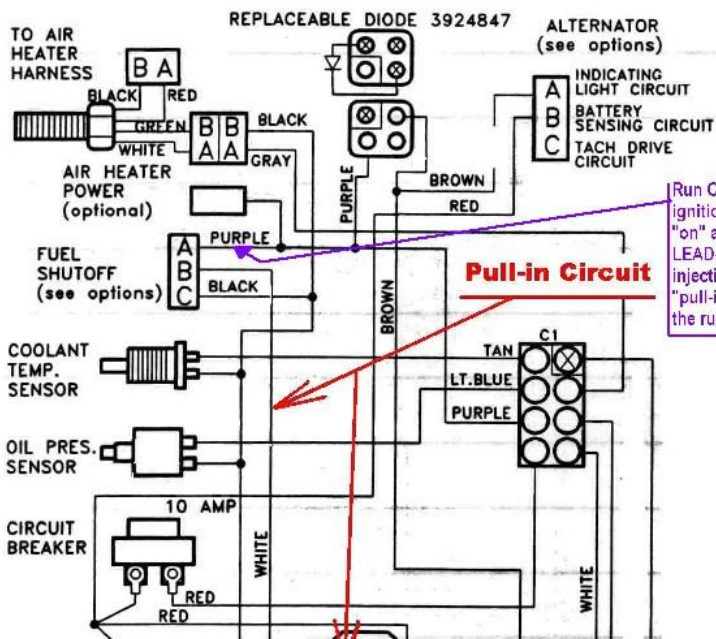 REPLACEABLE DIODE 3924847
TO AIR
HEATER
HARNESS
B A
BLACK
RED
GREEN
WHITE
B B
A A
BLACK
GRAY
ALTERNATOR
(see options)
A
B
C
INDICATING
LIGHT CIRCUIT
BATTERY
SENSING CIRCUIT
TACH DRIVE
CIRCUIT
AIR HEATER
POWER
(optional)
PURPLE
BROWN
RED
FUEL
SHUTOFF
(see options)
A
B
C
PURPLE
BLACK
BROWN
Run
ignition
"on" a
LEAD-
injecti
"pull-i
the ru
Pull-in Circuit
COOLANT
TEMP.
SENSOR
C1
TAN
LT.BLUE
PURPLE
OIL PRES.
SENSOR
10 AMP
CIRCUIT
BREAKER
WHITE
WHITE
RED
RED